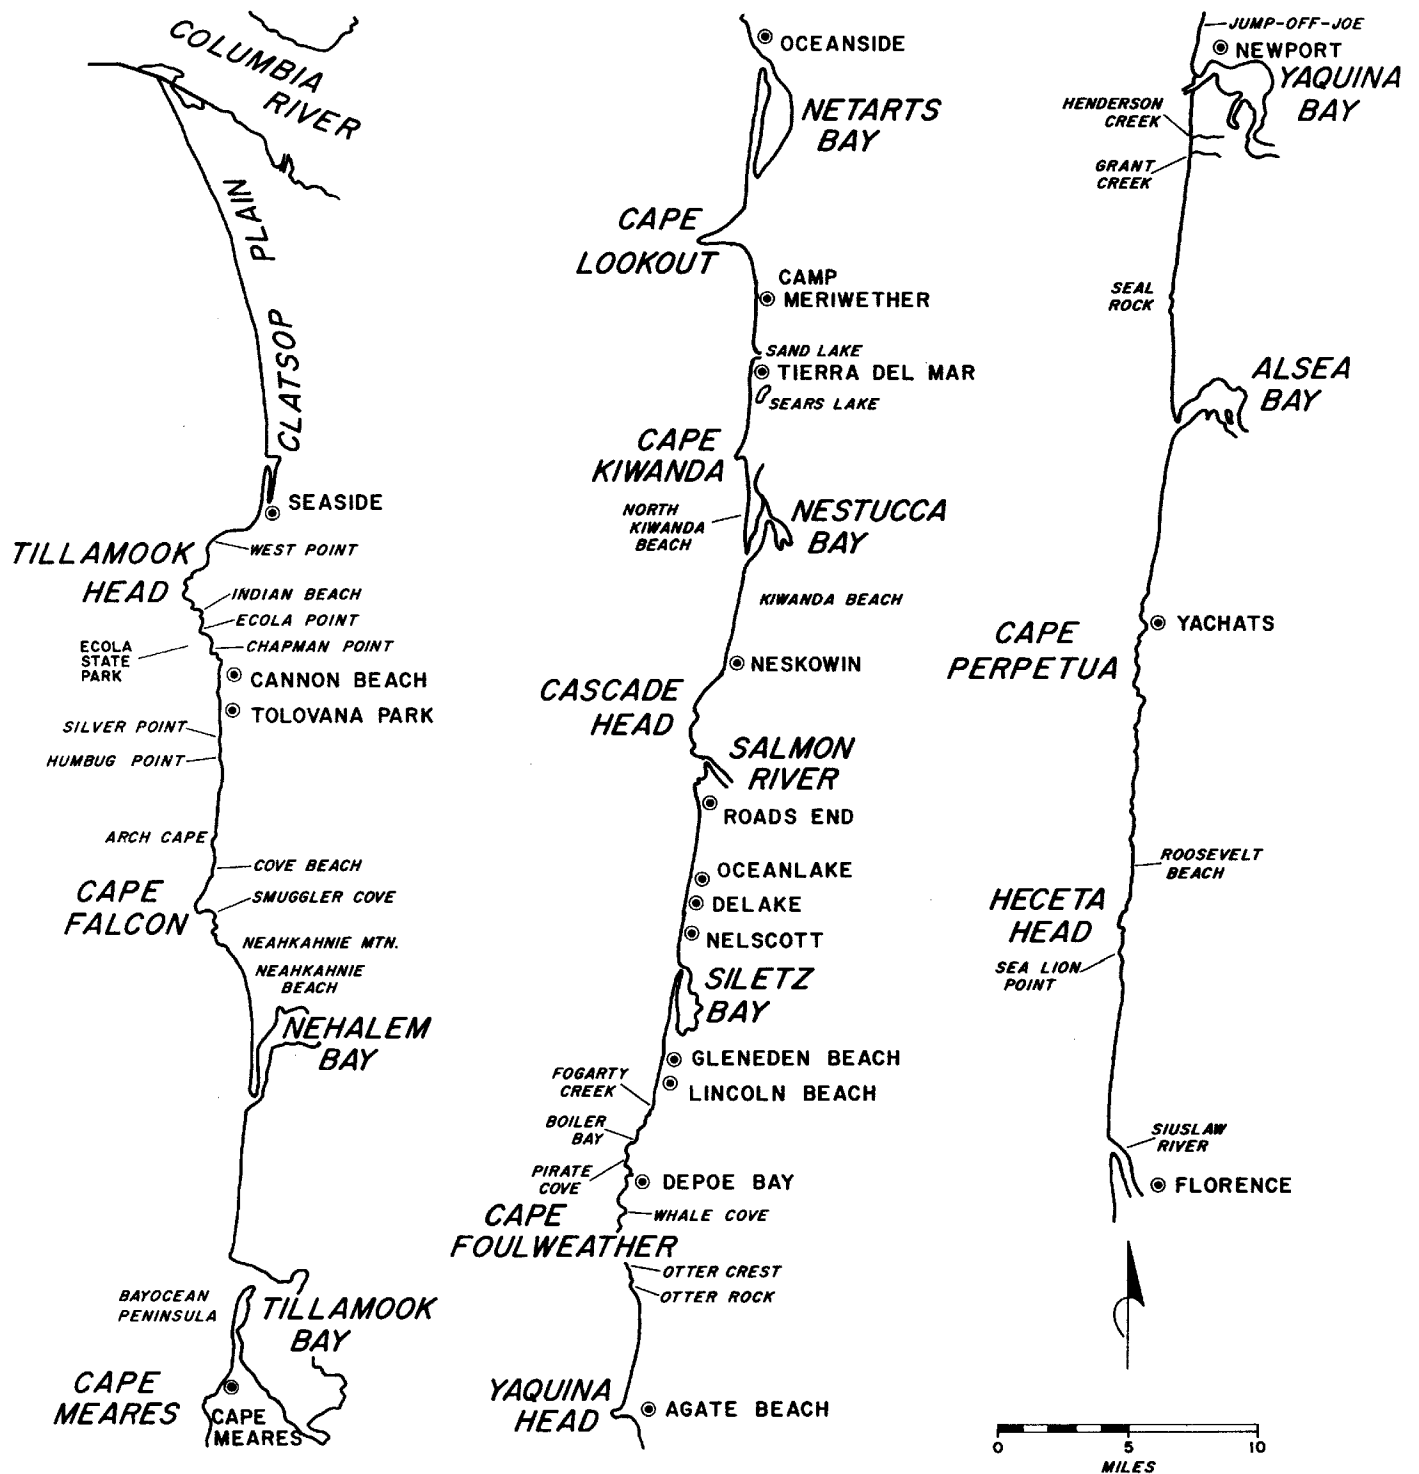 COLUMBIA
RIVER
PLAIN
CLATSOP
SEASIDE
WEST POINT
TILLAMOOK
HEAD
INDIAN BEACH
ECOLA POINT
ECOLA
STATE
PARK
CHAPMAN POINT
CANNON BEACH
TOLOVANA PARK
SILVER POINT
HUMBUG POINT
ARCH CAPE
COVE BEACH
CAPE
FALCON
SMUGGLER COVE
NEAHKAHNIE MTN.
NEAHKAHNIE
BEACH
NEHALEM
BAY
BAYOCEAN
PENINSULA
TILLAMOOK
BAY
CAPE
MEARES
CAPE
MEARES
OCEANSIDE
NETARTS
BAY
CAPE
LOOKOUT
CAMP
MERIWETHER
SAND LAKE
TIERRA DEL MAR
SEARS LAKE
CAPE
KIWANDA
NORTH
KIWANDA
BEACH
NESTUCCA
BAY
KIWANDA BEACH
NESKOWIN
CASCADE
HEAD
SALMON
RIVER
ROADS END
OCEANLAKE
DELAKE
NELSCOTT
SILETZ
BAY
GLENEDEN BEACH
LINCOLN BEACH
FOGARTY
CREEK
BOILER
BAY
PIRATE
COVE
DEPOE BAY
WHALE COVE
CAPE
FOULWEATHER
OTTER CREST
OTTER ROCK
YAQUINA
HEAD
AGATE BEACH
JUMP-OFF-JOE
NEWPORT
YAQUINA
BAY
HENDERSON
CREEK
GRANT
CREEK
SEAL
ROCK
ALSEA
BAY
YACHATS
CAPE
PERPETUA
ROOSEVELT
BEACH
HECETA
HEAD
SEA LION
POINT
SIUSLAW
RIVER
FLORENCE
0 5 10
MILES